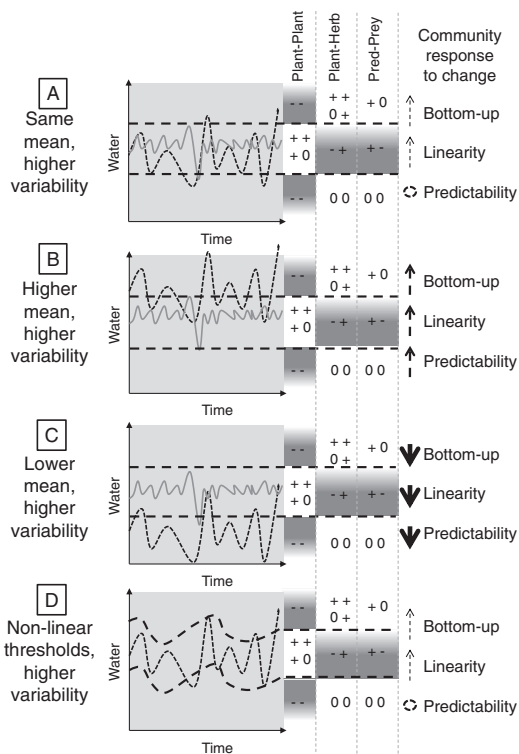 Plant-Plant
Plant-Herb
Pred-Prey
Community
response
to change
A
Same
mean,
higher
variability
Water
Time
- -
+ +
0 +
+ 0
+ +
+ 0
- +
+ -
- -
0 0
0 0
Bottom-up
Linearity
Predictability
B
Higher
mean,
higher
variability
Water
Time
- -
+ +
0 +
+ 0
+ +
+ 0
- +
+ -
- -
0 0
0 0
Bottom-up
Linearity
Predictability
C
Lower
mean,
higher
variability
Water
Time
- -
+ +
0 +
+ 0
+ +
+ 0
- +
+ -
- -
0 0
0 0
Bottom-up
Linearity
Predictability
D
Non-linear
thresholds,
higher
variability
Water
Time
- -
+ +
0 +
+ 0
+ +
+ 0
- +
+ -
- -
0 0
0 0
Bottom-up
Linearity
Predictability